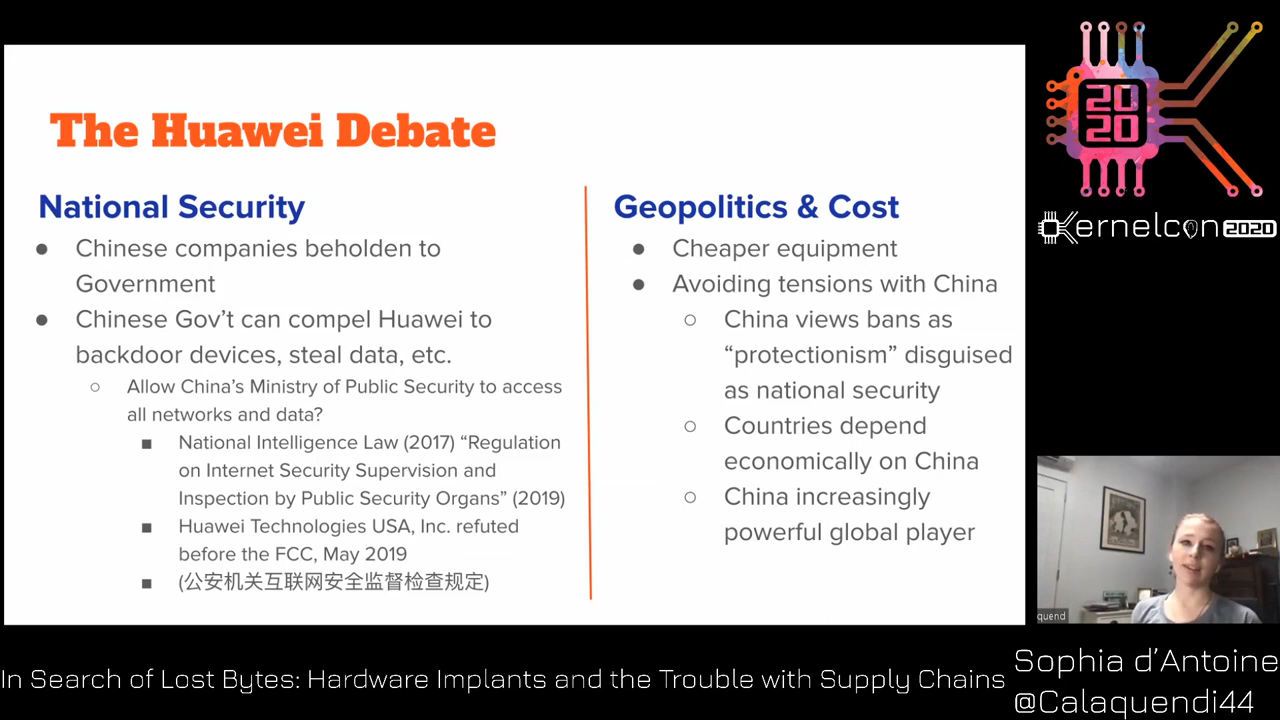 The Huawei Debate
National Security
● Chinese companies beholden to
Government
● Chinese Gov't can compel Huawei to
backdoor devices, steal data, etc.
○ Allow China's Ministry of Public Security to access
all networks and data?
■ National Intelligence Law (2017) “Regulation
on Internet Security Supervision and
Inspection by Public Security Organs” (2019)
■ Huawei Technologies USA, Inc. refuted
before the FCC, May 2019
■ (公安机关互联网安全监督检查规定)
Geopolitics & Cost
● Cheaper equipment
● Avoiding tensions with China
○ China views bans as
“protectionism” disguised
as national security
○ Countries depend
economically on China
○ China increasingly
powerful global player
20
20
Kernelcon 2020
quend
In Search of Lost Bytes: Hardware Implants and the Trouble with Supply Chains
Sophia d'Antoine
@Calaquendi44